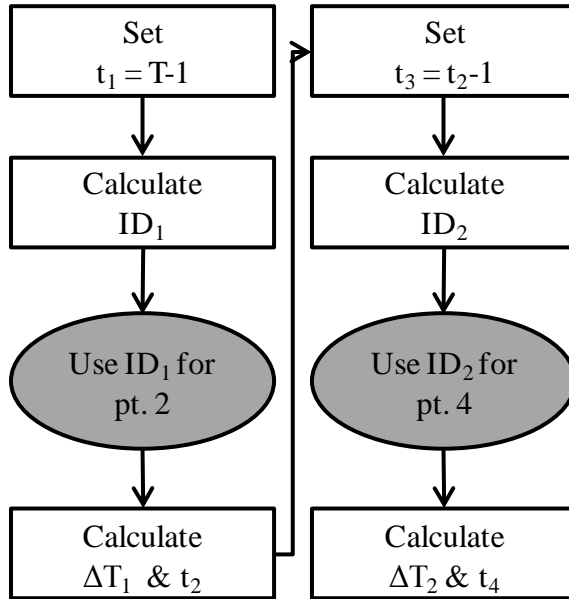 Set
t₁ = T-1
Calculate
ID₁
Use ID₁ for
pt. 2
Calculate
ΔT₁ & t₂
Set
t₃ = t₂-1
Calculate
ID₂
Use ID₂ for
pt. 4
Calculate
ΔT₂ & t₄